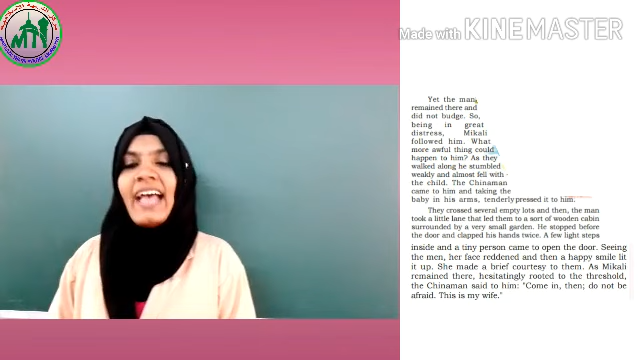 Made with KINEMASTER
Yet the man
remained there and
did not budge. So,
being in great
distress, Mikali
followed him. What
more awful thing could
happen to him? As they
walked along he stumbled
weakly and almost fell with
the child. The Chinaman
came to him and taking the
baby in his arms, tenderly pressed it to him.
They crossed several empty lots and then, the man
took a little lane that led them to a sort of wooden cabin
surrounded by a very small garden. He stopped before
the door and clapped his hands twice. A few light steps
inside and a tiny person came to open the door. Seeing
the men, her face reddened and then a happy smile lit
it up. She made a brief courtesy to them. As Mikali
remained there, hesitatingly rooted to the threshold,
the Chinaman said to him: "Come in, then; do not be
afraid. This is my wife."